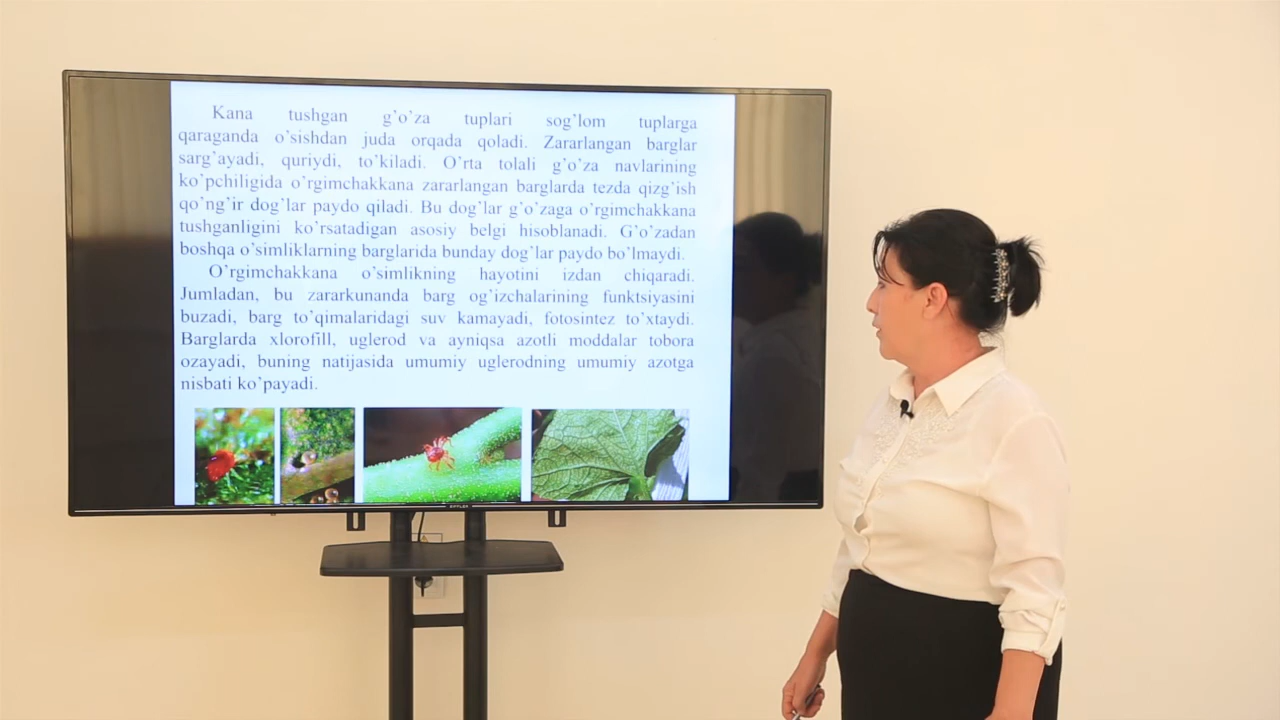 Kana tushgan g’o’za tuplari sog’lom tuplarga
qaraganda o’sishdan juda orqada qoladi. Zararlangan barglar
sarg’ayadi, quriydi, to’kiladi. O’rta tolali g’o’za navlarining
ko’pchiligida o’rgimchakkana zararlangan barglarda tezda qizg’ish
qo’ng’ir dog’lar paydo qiladi. Bu dog’lar g’o’zaga o’rgimchakkana
tushganligini ko’rsatadigan asosiy belgi hisoblanadi. G’o’zadan
boshqa o’simliklarning barglarida bunday dog’lar paydo bo’lmaydi.
O’rgimchakkana o’simlikning hayotini izdan chiqaradi.
Jumladan, bu zararkunanda barg og’izchalarining funktsiyasini
buzadi, barg to’qimalaridagi suv kamayadi, fotosintez to’xtaydi.
Barglarda xlorofill, uglerod va ayniqsa azotli moddalar tobora
ozayadi, buning natijasida umumiy uglerodning umumiy azotga
nisbati ko’payadi.